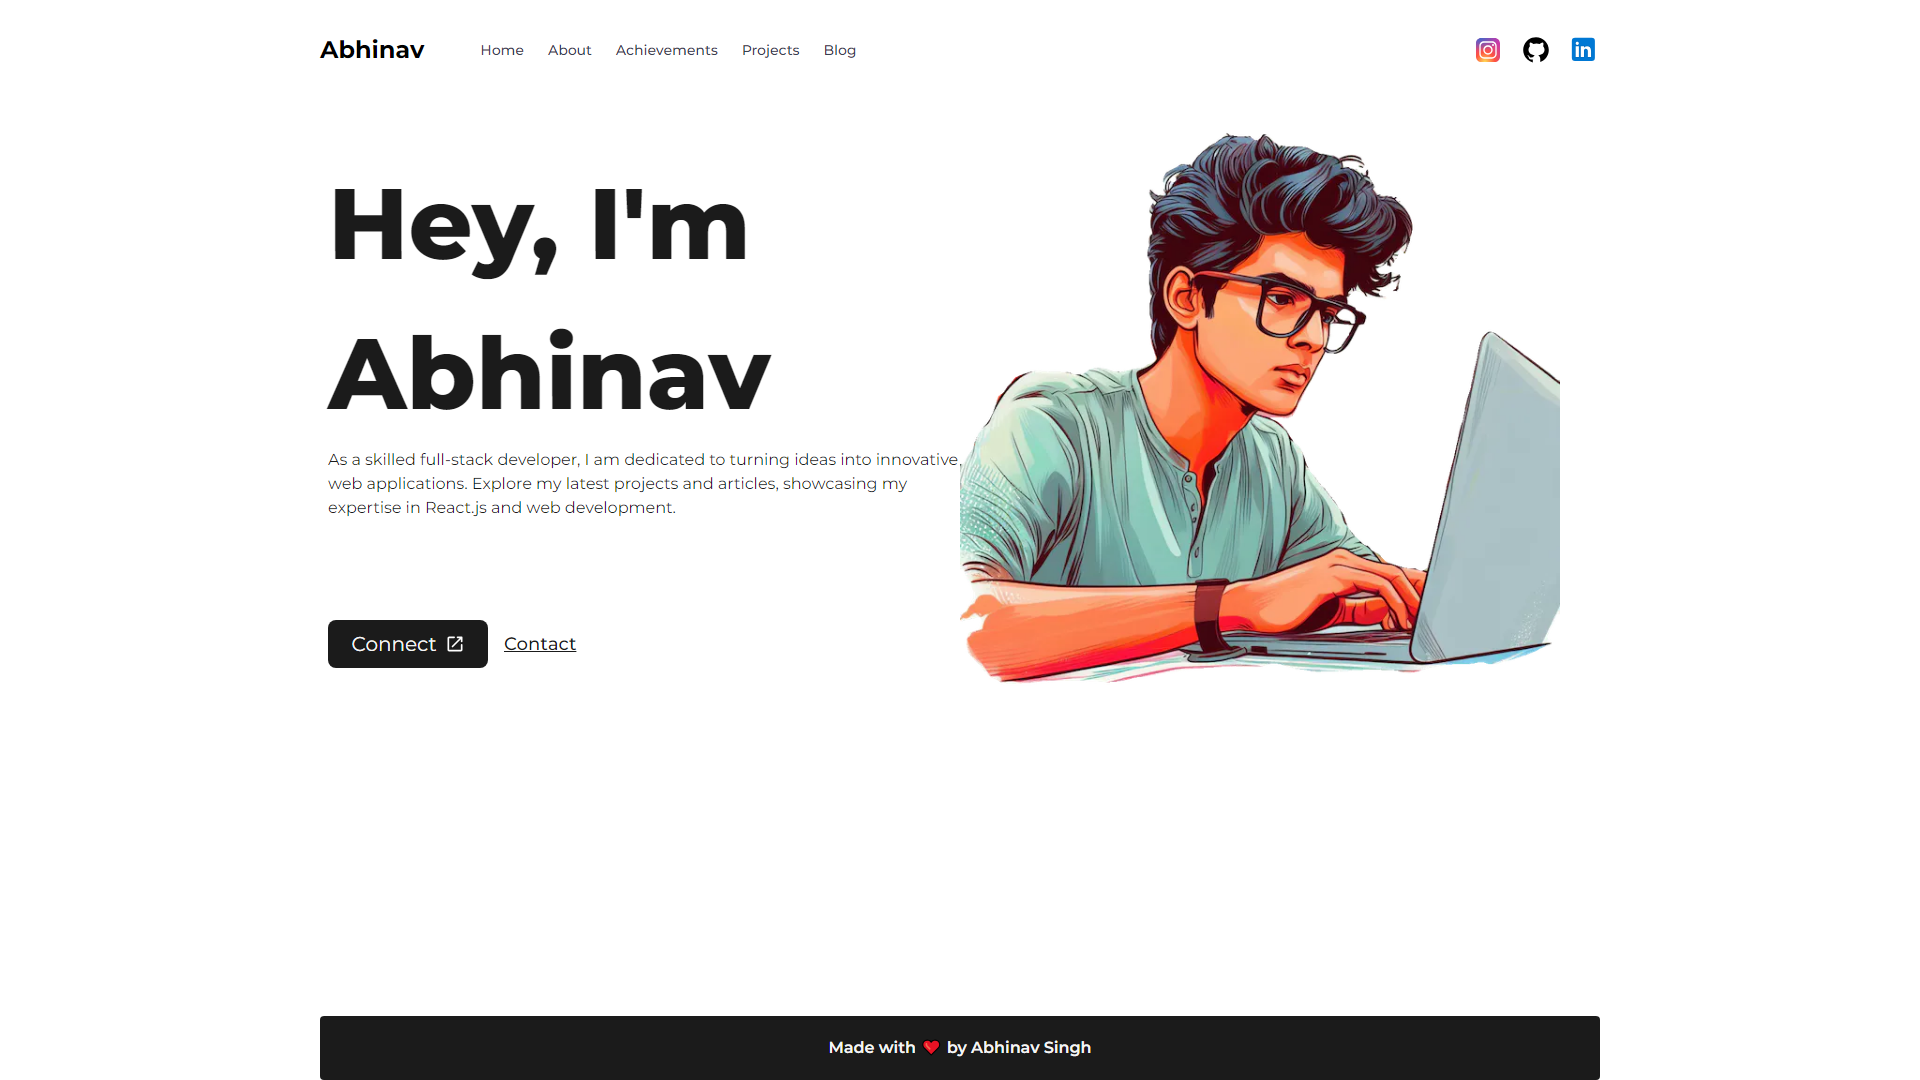 Abhinav
Home About Achievements Projects Blog
Hey, I'm
Abhinav
As a skilled full-stack developer, I am dedicated to turning ideas into innovative,
web applications. Explore my latest projects and articles, showcasing my
expertise in React.js and web development.
Connect
Contact
Made with ❤ by Abhinav Singh